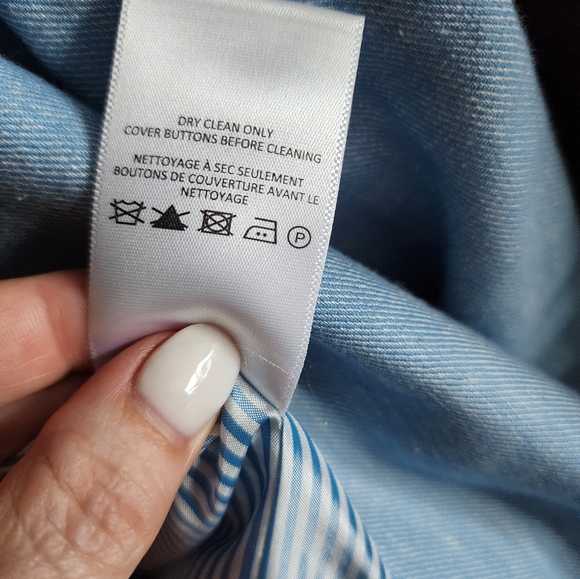 DRY CLEAN ONLY
COVER BUTTONS BEFORE CLEANING
NETTOYAGE À SEC SEULEMENT
BOUTONS DE COUVERTURE AVANT LE
NETTOYAGE
P